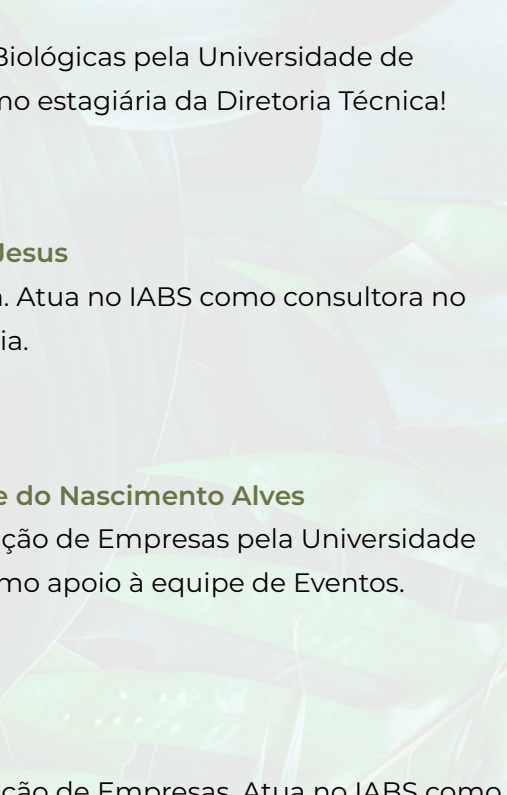 Biológicas pela Universidade de
mo estagiária da Diretoria Técnica!
Jesus
a. Atua no IABS como consultora no
ia.
e do Nascimento Alves
ção de Empresas pela Universidade
mo apoio à equipe de Eventos.
ção de Empresas. Atua no IABS como